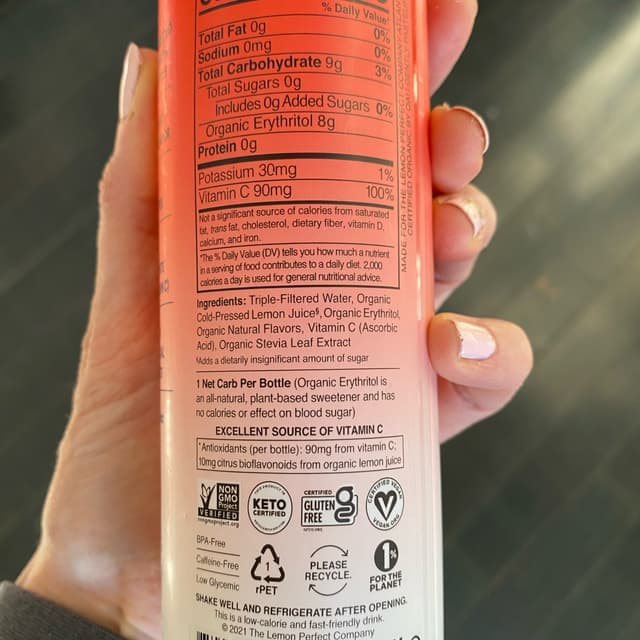 % Daily Value*
Total Fat 0g 0%
Sodium 0mg 0%
Total Carbohydrate 9g 3%
Total Sugars 0g
Includes 0g Added Sugars 0%
Organic Erythritol 8g
Protein 0g
Potassium 30mg 1%
Vitamin C 90mg 100%
Not a significant source of calories from saturated
fat, trans fat, cholesterol, dietary fiber, vitamin D,
calcium, and iron.
*The % Daily Value (DV) tells you how much a nutrient
in a serving of food contributes to a daily diet. 2,000
calories a day is used for general nutritional advice.
Ingredients: Triple-Filtered Water, Organic
Cold-Pressed Lemon Juice§, Organic Erythritol,
Organic Natural Flavors, Vitamin C (Ascorbic
Acid), Organic Stevia Leaf Extract
§Adds a dietarily insignificant amount of sugar
1 Net Carb Per Bottle (Organic Erythritol is
an all-natural, plant-based sweetener and has
no calories or effect on blood sugar)
EXCELLENT SOURCE OF VITAMIN C
*Antioxidants (per bottle): 90mg from vitamin C;
10mg citrus bioflavonoids from organic lemon juice
NON
GMO
Project
VERIFIED
nongmoproject.org
KETO
CERTIFIED
CERTIFIED
GLUTEN
FREE
CERTIFIED VEGAN
VEGAN.ORG
BPA-Free
Caffeine-Free
Low Glycemic
1
rPET
PLEASE
RECYCLE.
1%
FOR THE
PLANET
SHAKE WELL AND REFRIGERATE AFTER OPENING.
This is a low-calorie and fast-friendly drink.
© 2021 The Lemon Perfect Company
MADE FOR THE LEMON PERFECT COMPANY
CERTIFIED ORGANIC BY